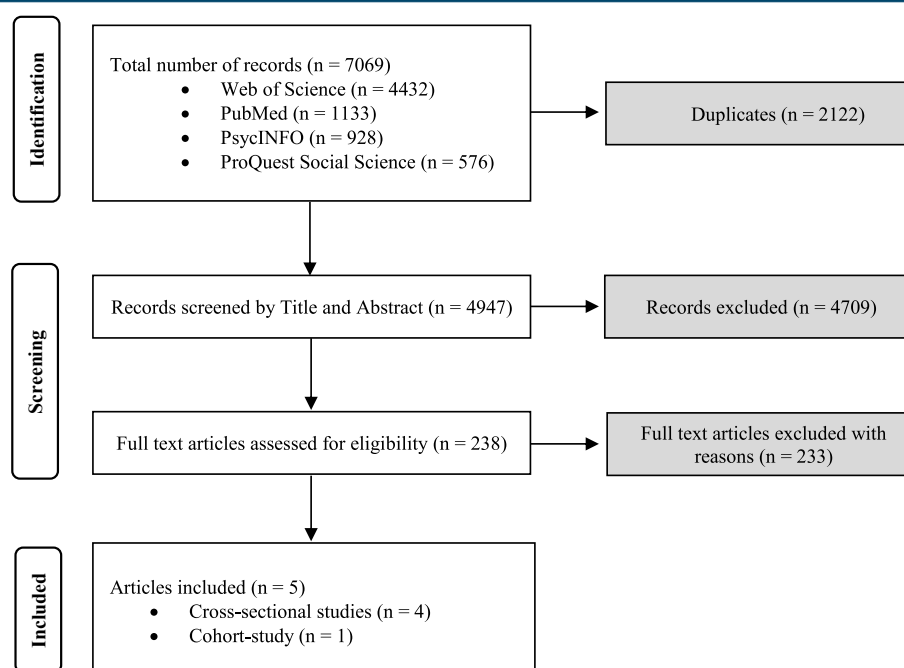 Identification
Total number of records (n = 7069)
• Web of Science (n = 4432)
• PubMed (n = 1133)
• PsycINFO (n = 928)
• ProQuest Social Science (n = 576)
Duplicates (n = 2122)
Screening
Records screened by Title and Abstract (n = 4947)
Records excluded (n = 4709)
Full text articles assessed for eligibility (n = 238)
Full text articles excluded with
reasons (n = 233)
Included
Articles included (n = 5)
• Cross-sectional studies (n = 4)
• Cohort-study (n = 1)